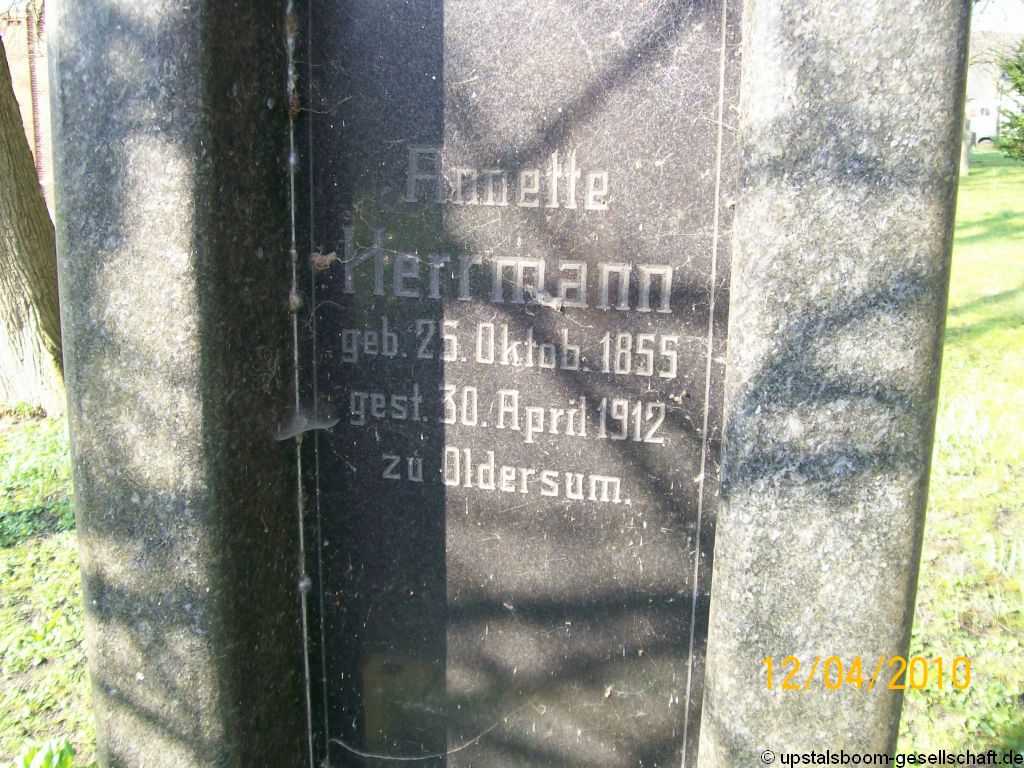 Annette
Herrmann
geb. 25. Oktob. 1855
gest. 30. April 1912
zu Oldersum.
12/04/2010
© upstalsboom-gesellschaft.de